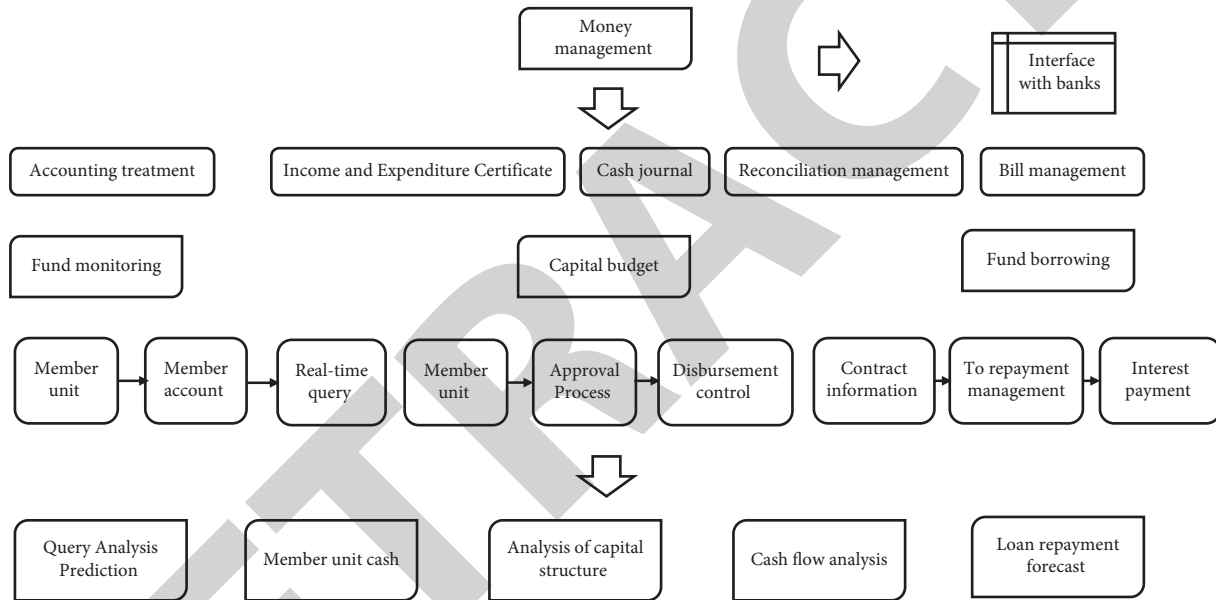 Money
management
Interface
with banks
Accounting treatment
Income and Expenditure Certificate
Cash journal
Reconciliation management
Bill management
Fund monitoring
Capital budget
Fund borrowing
Member
unit
Member
account
Real-time
query
Member
unit
Approval
Process
Disbursement
control
Contract
information
To repayment
management
Interest
payment
Query Analysis
Prediction
Member unit cash
Analysis of capital
structure
Cash flow analysis
Loan repayment
forecast